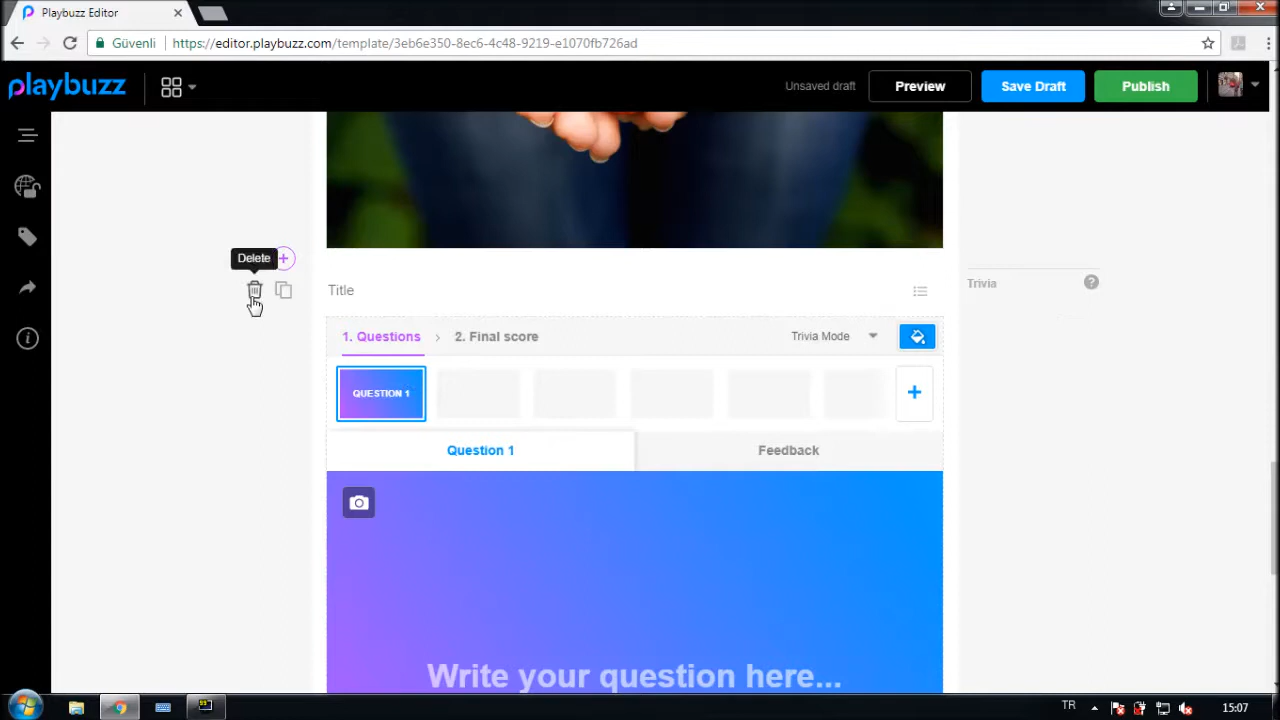 Playbuzz Editor
Güvenli https://editor.playbuzz.com/template/3eb6e350-8ec6-4c48-9219-e1070fb726ad
playbuzz
Unsaved draft
Preview
Save Draft
Publish
Delete
Title
Trivia
1. Questions
2. Final score
Trivia Mode
QUESTION 1
Question 1
Feedback
Write your question here...
TR
15:07